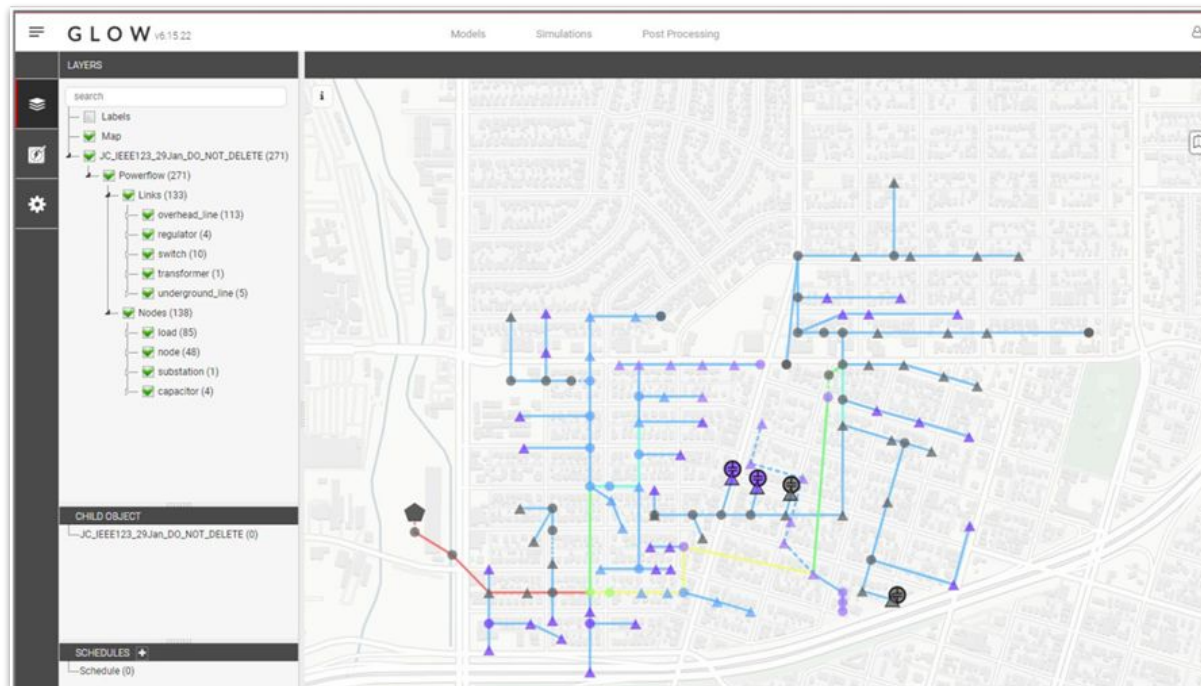 GLOW v6.15.22
Models Simulations Post Processing
LAYERS
search
i
Labels
Map
JC_IEEE123_29Jan_DO_NOT_DELETE (271)
Powerflow (271)
Links (133)
overhead_line (113)
regulator (4)
switch (10)
transformer (1)
underground_line (5)
Nodes (138)
load (85)
node (48)
substation (1)
capacitor (4)
CHILD OBJECT
JC_IEEE123_29Jan_DO_NOT_DELETE (0)
SCHEDULES +
Schedule (0)